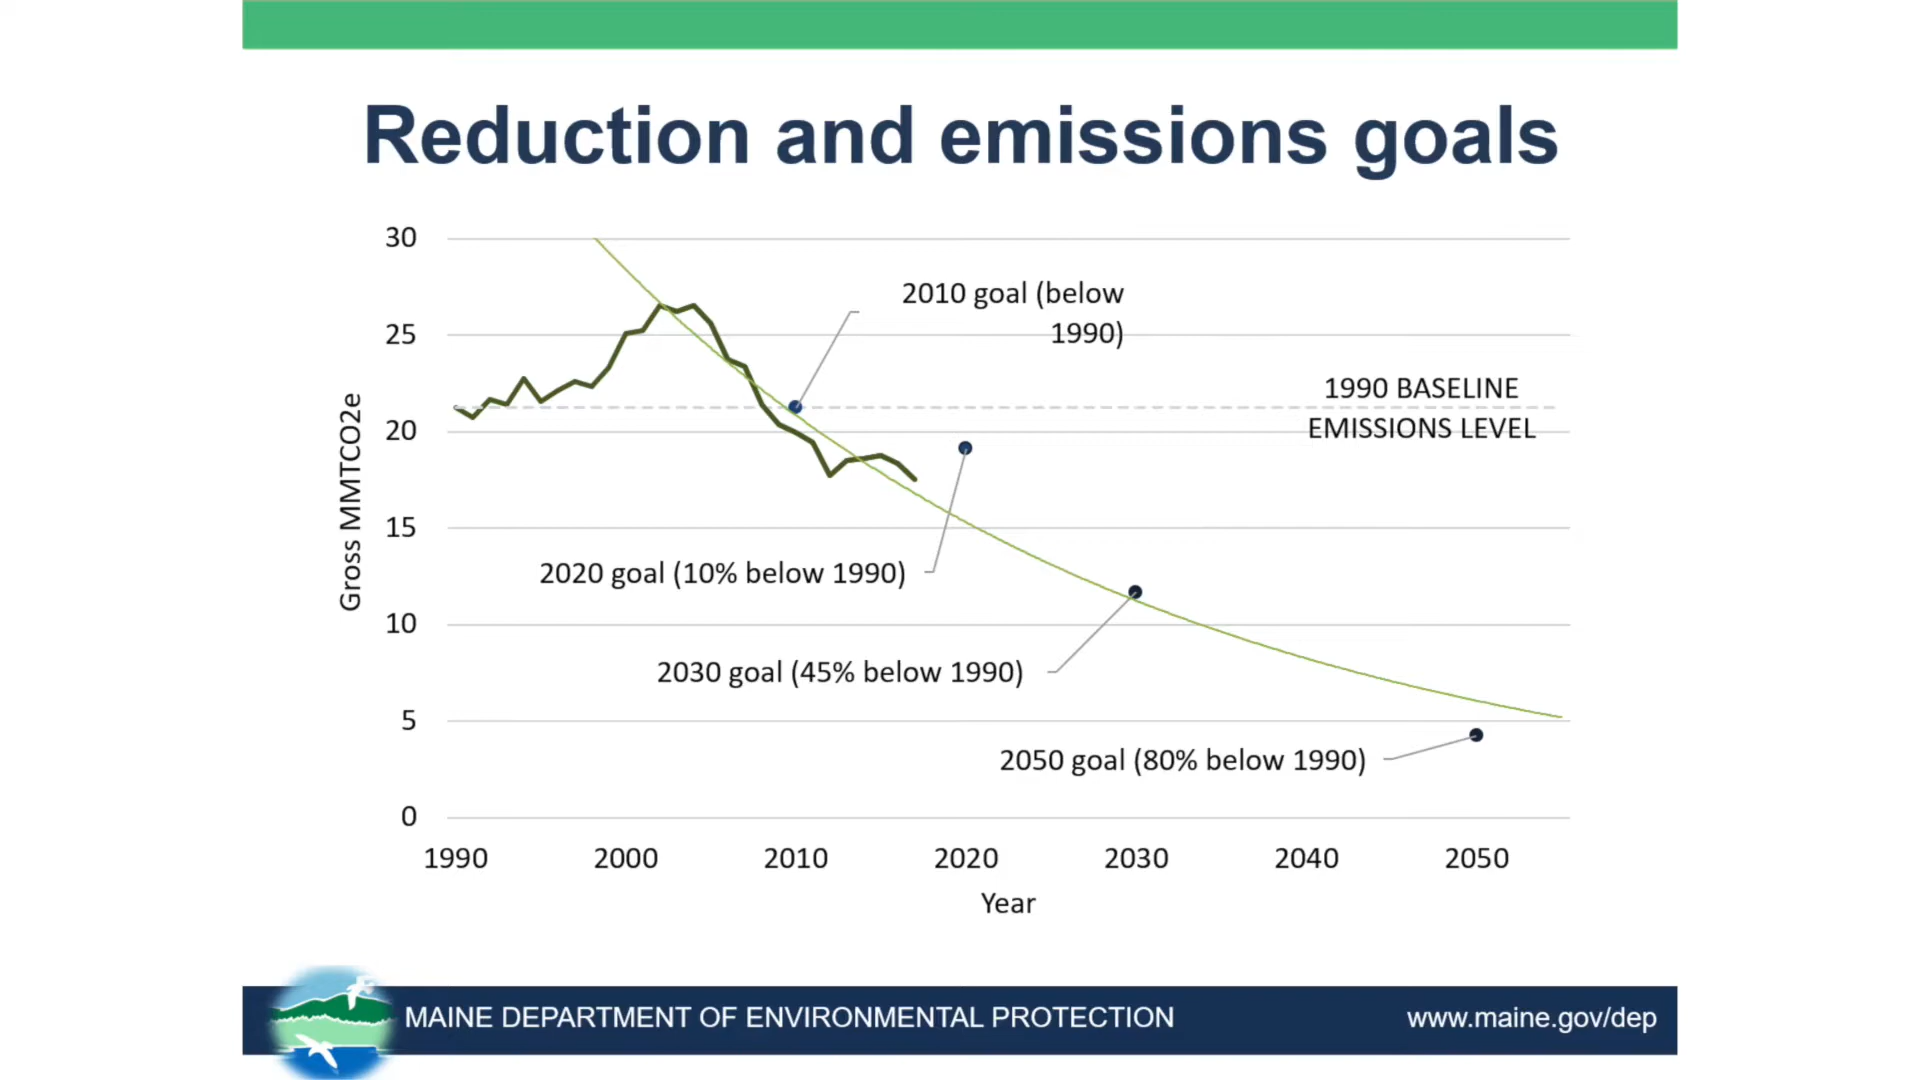 Reduction and emissions goals
30
25
20
15
10
5
0
Gross MMTCO2e
2010 goal (below
1990)
1990 BASELINE
EMISSIONS LEVEL
2020 goal (10% below 1990)
2030 goal (45% below 1990)
2050 goal (80% below 1990)
1990 2000 2010 2020 2030 2040 2050
Year
MAINE DEPARTMENT OF ENVIRONMENTAL PROTECTION www.maine.gov/dep